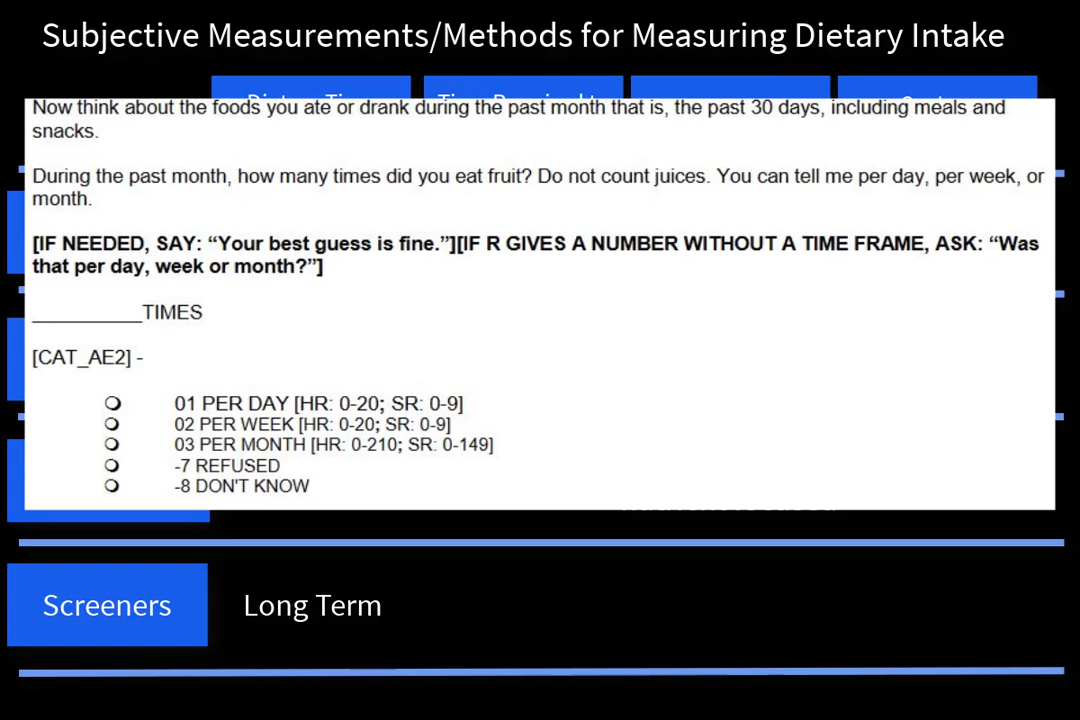 Subjective Measurements/Methods for Measuring Dietary Intake
Now think about the foods you ate or drank during the past month that is, the past 30 days, including meals and
snacks.
During the past month, how many times did you eat fruit? Do not count juices. You can tell me per day, per week, or
month.
[IF NEEDED, SAY: “Your best guess is fine.”][IF R GIVES A NUMBER WITHOUT A TIME FRAME, ASK: “Was
that per day, week or month?”]
__________TIMES
[CAT_AE2] -
01 PER DAY [HR: 0-20; SR: 0-9]
02 PER WEEK [HR: 0-20; SR: 0-9]
03 PER MONTH [HR: 0-210; SR: 0-149]
-7 REFUSED
-8 DON'T KNOW
Screeners
Long Term